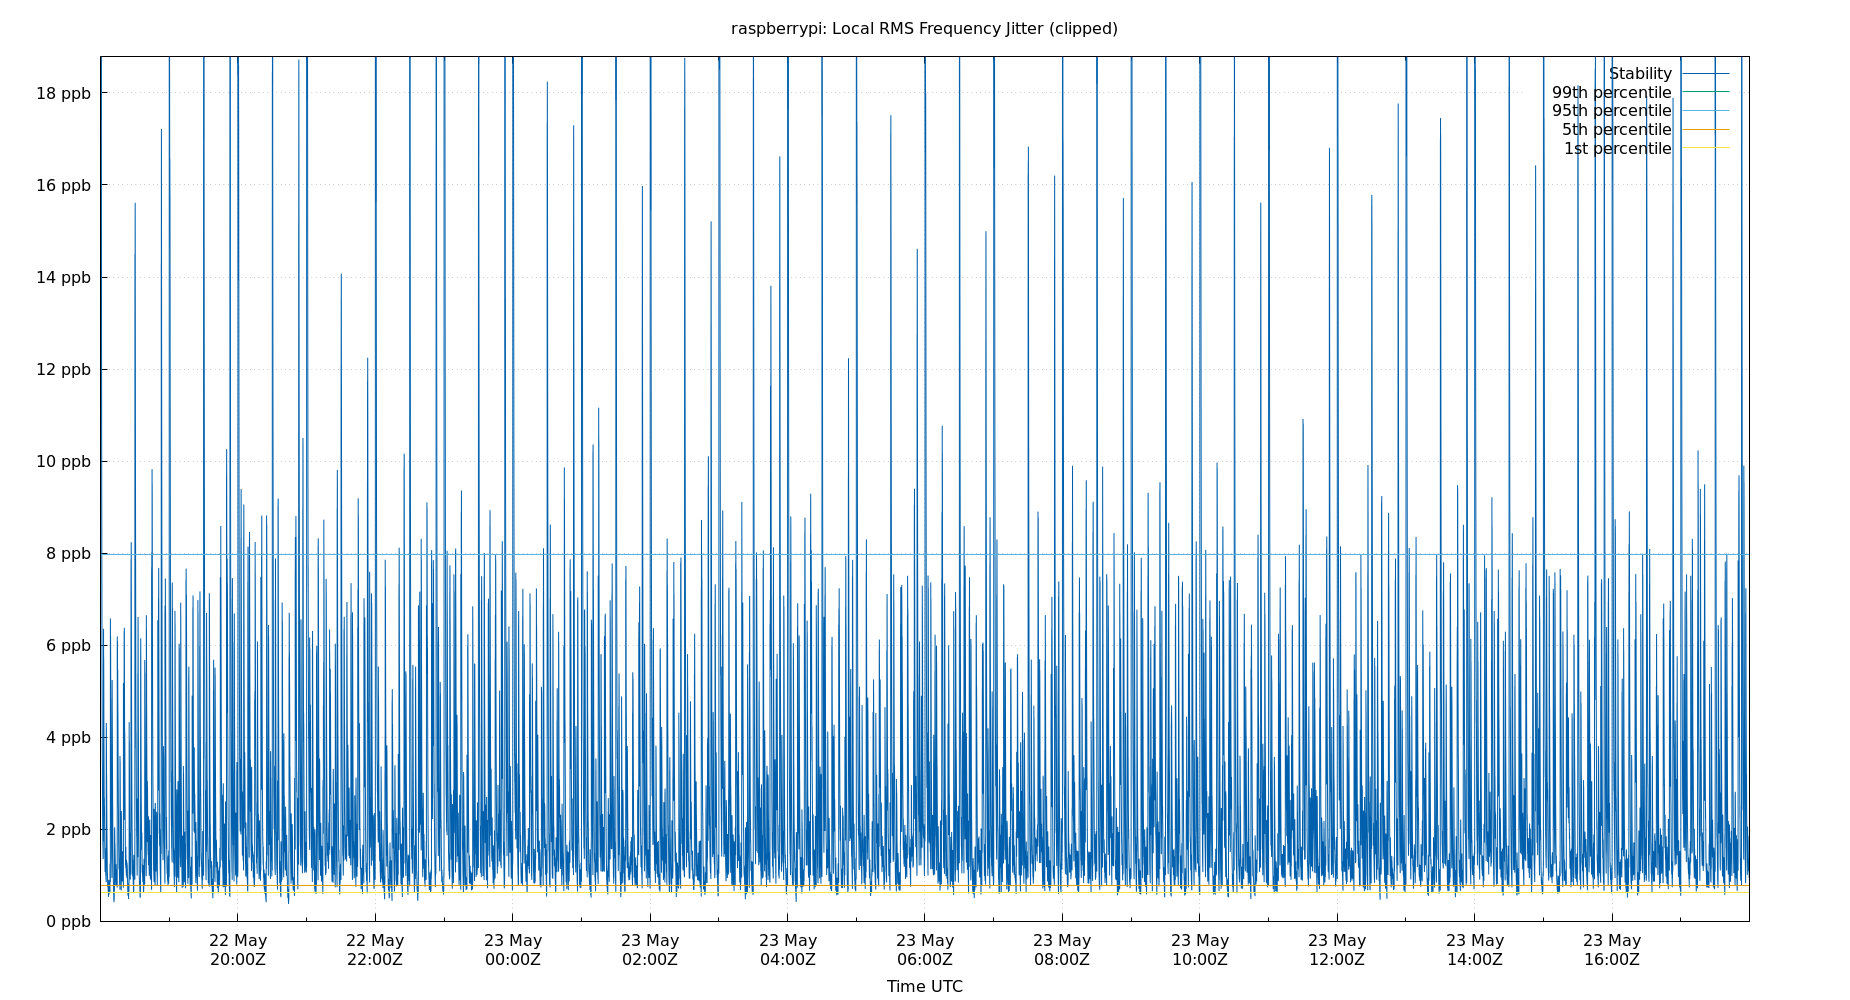 raspberrypi: Local RMS Frequency Jitter (clipped)
18 ppb
16 ppb
14 ppb
12 ppb
10 ppb
8 ppb
6 ppb
4 ppb
2 ppb
0 ppb
Stability
99th percentile
95th percentile
5th percentile
1st percentile
22 May
20:00Z
22 May
22:00Z
23 May
00:00Z
23 May
02:00Z
23 May
04:00Z
23 May
06:00Z
23 May
08:00Z
23 May
10:00Z
23 May
12:00Z
23 May
14:00Z
23 May
16:00Z
Time UTC